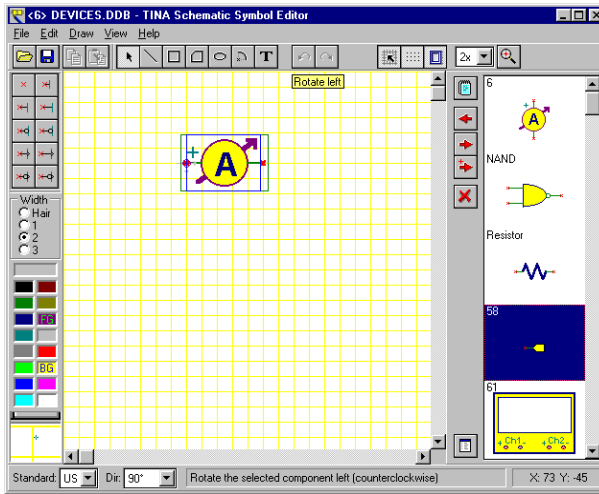 <6> DEVICES.DDB - TINA Schematic Symbol Editor
File Edit Draw View Help
T
2x
Rotate left
6
A
A
NAND
Width
Hair
1
2
3
Resistor
FG
58
BG
61
Ch1
Ch2
Standard: US Dir: 90° Rotate the selected component left (counterclockwise) X: 73 Y: -45